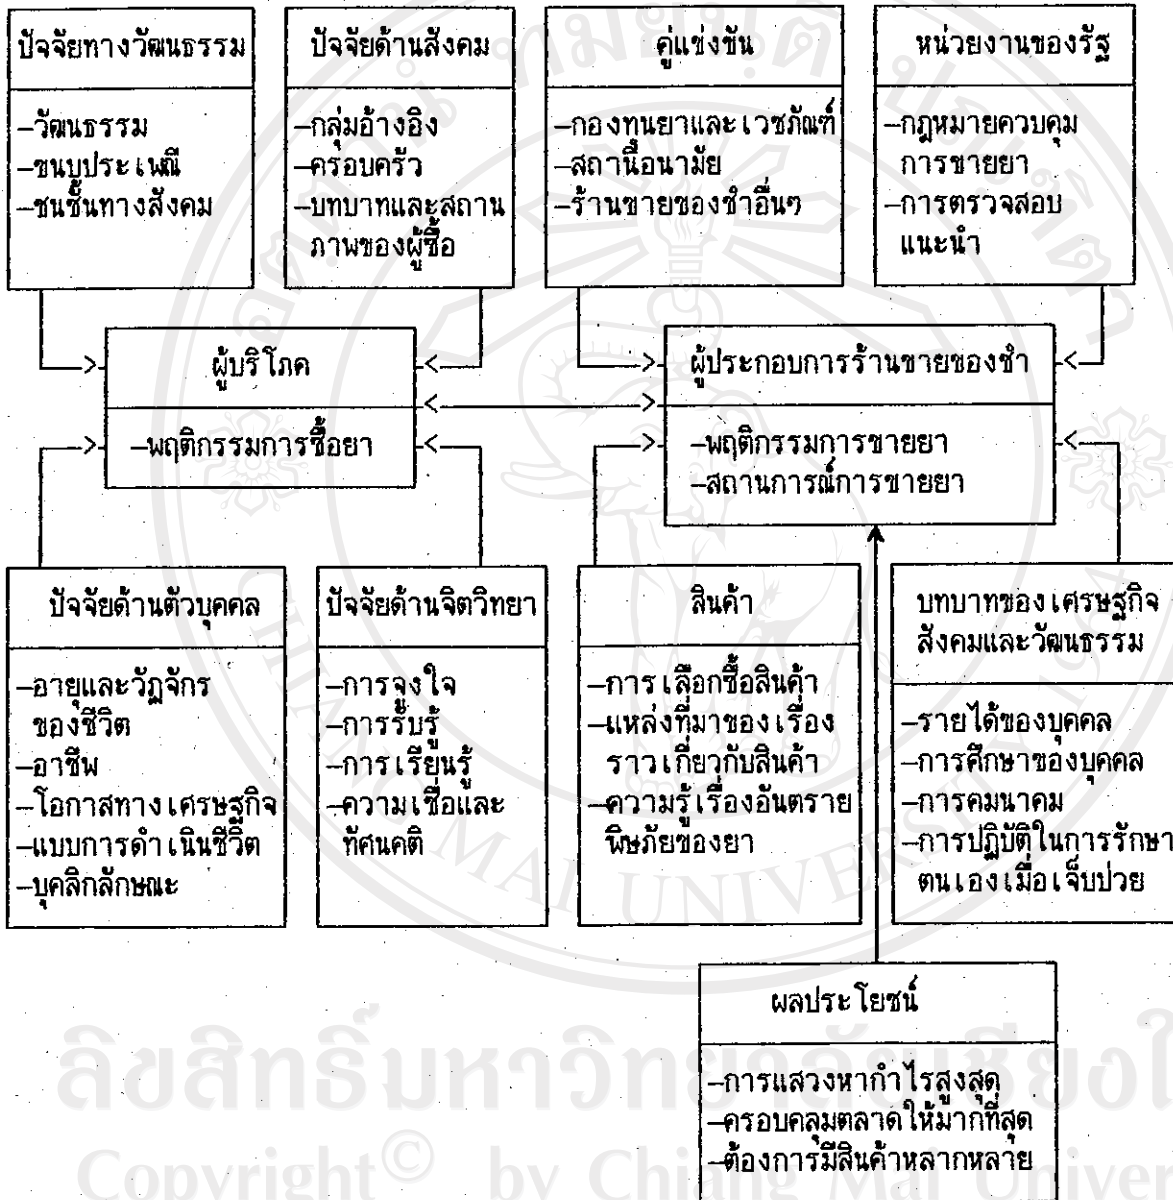 ปัจจัยทางวัฒนธรรม
–วัฒนธรรม
–ขนบประเพณี
–ชนชั้นทางสังคม
ปัจจัยด้านสังคม
–กลุ่มอ้างอิง
–ครอบครัว
–บทบาทและสถาน
ภาพของผู้ซื้อ
คู่แข่งขัน
–กองทุนยาและเวชภัณฑ์
–สถานีอนามัย
–ร้านขายของชำอื่นๆ
หน่วยงานของรัฐ
–กฎหมายควบคุม
การขายยา
–การตรวจสอบ
แนะนำ
ผู้บริโภค
–พฤติกรรมการซื้อยา
ผู้ประกอบการร้านขายของชำ
–พฤติกรรมการขายยา
–สถานการณ์การขายยา
ปัจจัยด้านตัวบุคคล
–อายุและวัฏจักร
ของชีวิต
–อาชีพ
–โอกาสทางเศรษฐกิจ
–แบบการดำเนินชีวิต
–บุคลิกลักษณะ
ปัจจัยด้านจิตวิทยา
–การจูงใจ
–การรับรู้
–การเรียนรู้
–ความเชื่อและ
ทัศนคติ
สินค้า
–การเลือกซื้อสินค้า
–แหล่งที่มาของเรื่อง
ราวเกี่ยวกับสินค้า
–ความรู้เรื่องอันตราย
พิษภัยของยา
บทบาทของเศรษฐกิจ
สังคมและวัฒนธรรม
–รายได้ของบุคคล
–การศึกษาของบุคคล
–การคมนาคม
–การปฏิบัติในการรักษา
ตนเองเมื่อเจ็บป่วย
ผลประโยชน์
–การแสวงหากำไรสูงสุด
–ครอบคลุมตลาดให้มากที่สุด
–ต้องการมีสินค้าหลากหลาย
CHIANG MAI UNIVERSITY 1964
ลิขสิทธิ์มหาวิทยาลัยเชียงใ
Copyright© by Chiang Mai Univer